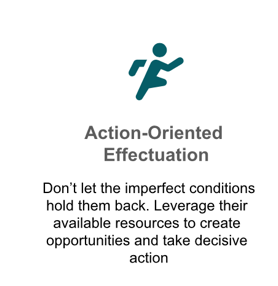 Action-Oriented
Effectuation
Don’t let the imperfect conditions
hold them back. Leverage their
available resources to create
opportunities and take decisive
action